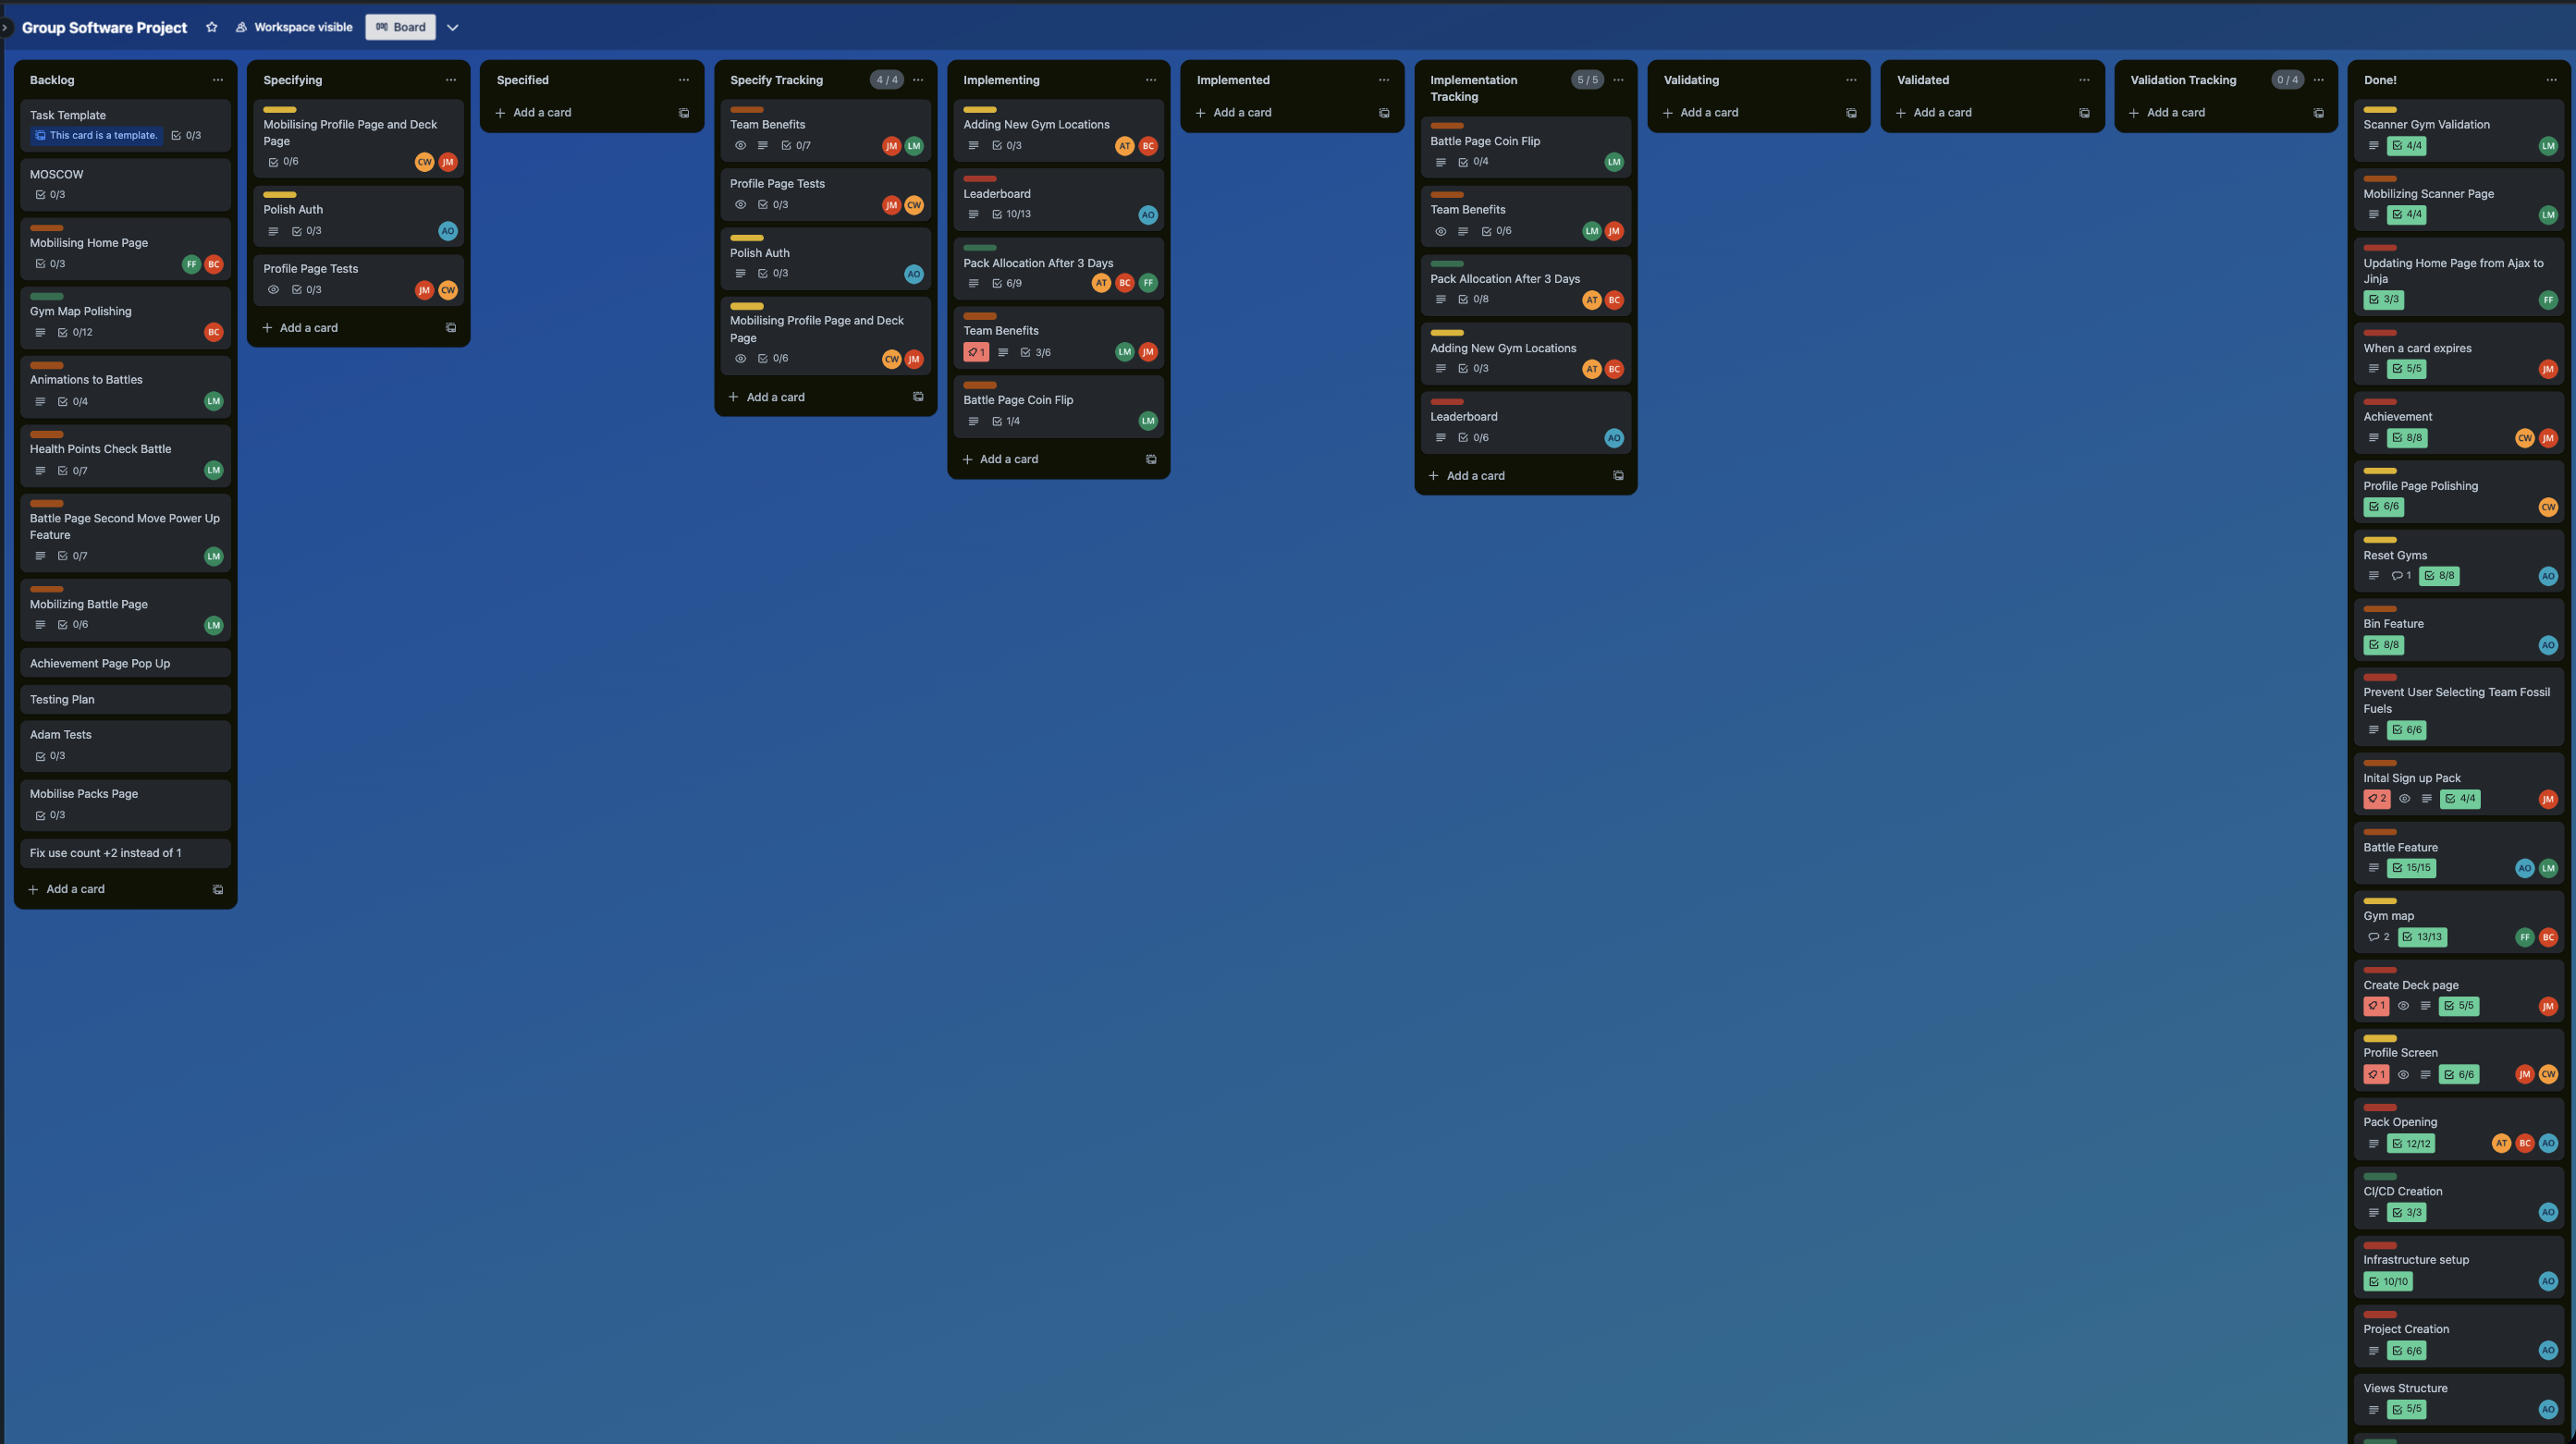 Group Software Project
Workspace visible
Board
Backlog
Task Template
This card is a template.
0/3
MOSCOW
0/3
Mobilising Home Page
0/3
FF
BC
Gym Map Polishing
0/12
BC
Animations to Battles
0/4
LM
Health Points Check Battle
0/7
LM
Battle Page Second Move Power Up
Feature
0/7
LM
Mobilizing Battle Page
0/6
LM
Achievement Page Pop Up
Testing Plan
Adam Tests
0/3
Mobilise Packs Page
0/3
Fix use count +2 instead of 1
+ Add a card
Specifying
Mobilising Profile Page and Deck
Page
0/6
CW
JM
Polish Auth
0/3
AO
Profile Page Tests
0/3
JM
CW
+ Add a card
Specified
+ Add a card
Specify Tracking
4 / 4
Team Benefits
0/7
JM
LM
Profile Page Tests
0/3
JM
CW
Polish Auth
0/3
AO
Mobilising Profile Page and Deck
Page
0/6
CW
JM
+ Add a card
Implementing
Adding New Gym Locations
0/3
AT
BC
Leaderboard
10/13
AO
Pack Allocation After 3 Days
6/9
AT
BC
FF
Team Benefits
1
3/6
LM
JM
Battle Page Coin Flip
1/4
LM
+ Add a card
Implemented
+ Add a card
Implementation
Tracking
5 / 5
Battle Page Coin Flip
0/4
LM
Team Benefits
0/6
LM
JM
Pack Allocation After 3 Days
0/8
AT
BC
Adding New Gym Locations
0/3
AT
BC
Leaderboard
0/6
AO
+ Add a card
Validating
+ Add a card
Validated
+ Add a card
Validation Tracking
0 / 4
+ Add a card
Done!
Scanner Gym Validation
4/4
LM
Mobilizing Scanner Page
4/4
LM
Updating Home Page from Ajax to
Jinja
3/3
FF
When a card expires
5/5
JM
Achievement
8/8
CW
JM
Profile Page Polishing
6/6
CW
Reset Gyms
1
8/8
AO
Bin Feature
8/8
AO
Prevent User Selecting Team Fossil
Fuels
6/6
Inital Sign up Pack
2
4/4
JM
Battle Feature
15/15
AO
LM
Gym map
2
13/13
FF
BC
Create Deck page
1
5/5
JM
Profile Screen
1
6/6
JM
CW
Pack Opening
12/12
AT
BC
AO
CI/CD Creation
3/3
AO
Infrastructure setup
10/10
AO
Project Creation
6/6
AO
Views Structure
5/5
AO